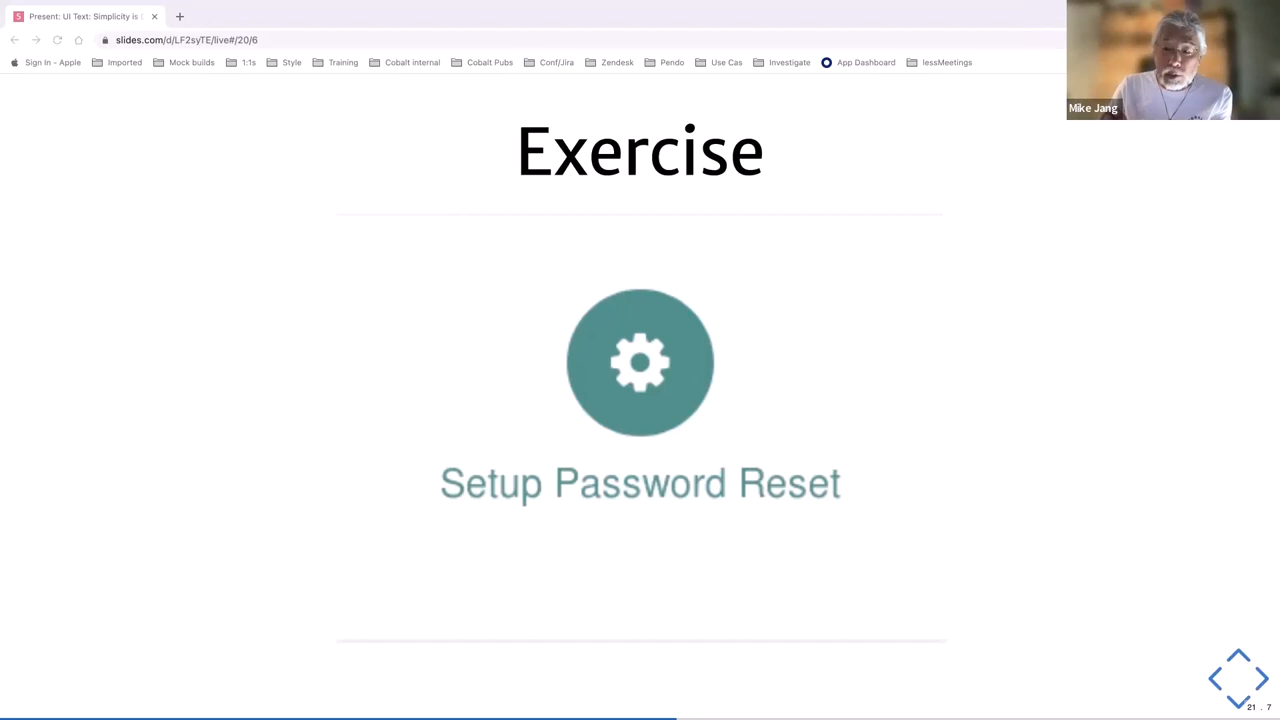 S Present: UI Text: Simplicity is
slides.com/d/LF2syTE/live#/20/6
Sign In - Apple Imported Mock builds 1:1s Style Training Cobalt internal Cobalt Pubs Conf/Jira Zendesk Pendo Use Cas Investigate App Dashboard lessMeetings
Mike Jang
Exercise
Setup Password Reset
21 . 7